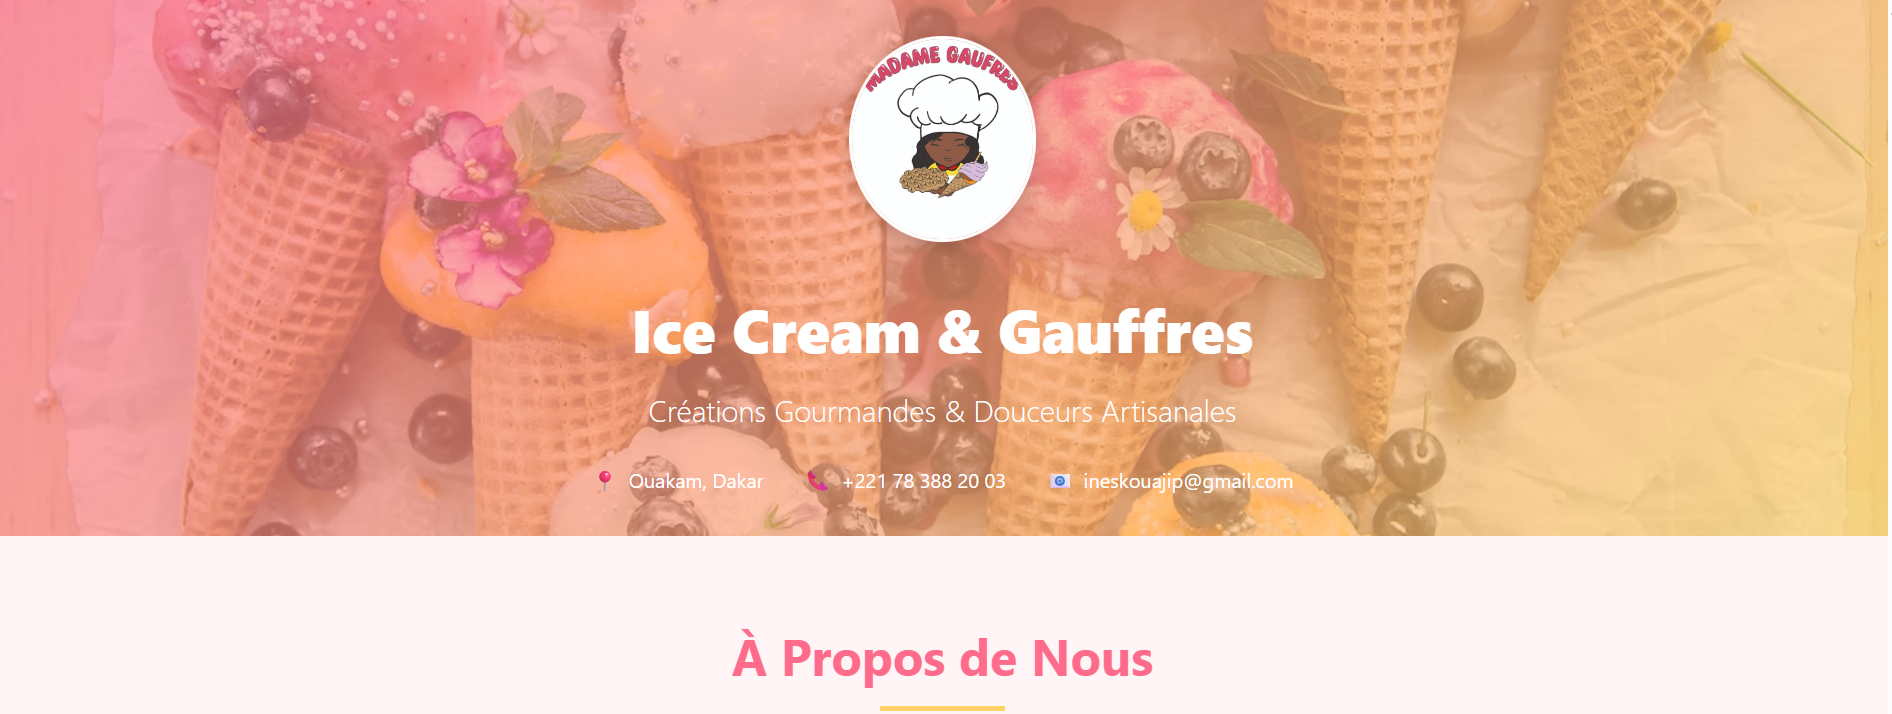 MADAME GAUFRES
Ice Cream & Gauffres
Créations Gourmandes & Douceurs Artisanales
Ouakam, Dakar +221 78 388 20 03 ineskouajip@gmail.com
À Propos de Nous